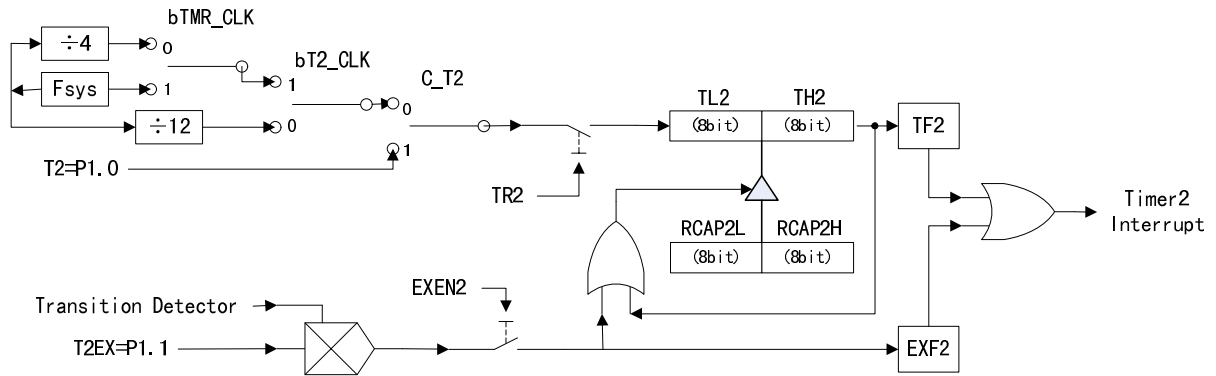 bTMR_CLK
÷4
0
bT2_CLK
Fsys
1
1
C_T2
÷12
0
0
T2=P1.0
1
TR2
TL2
TH2
(8bit)
(8bit)
TF2
RCAP2L
RCAP2H
(8bit)
(8bit)
Timer2
Interrupt
EXEN2
Transition Detector
T2EX=P1.1
EXF2